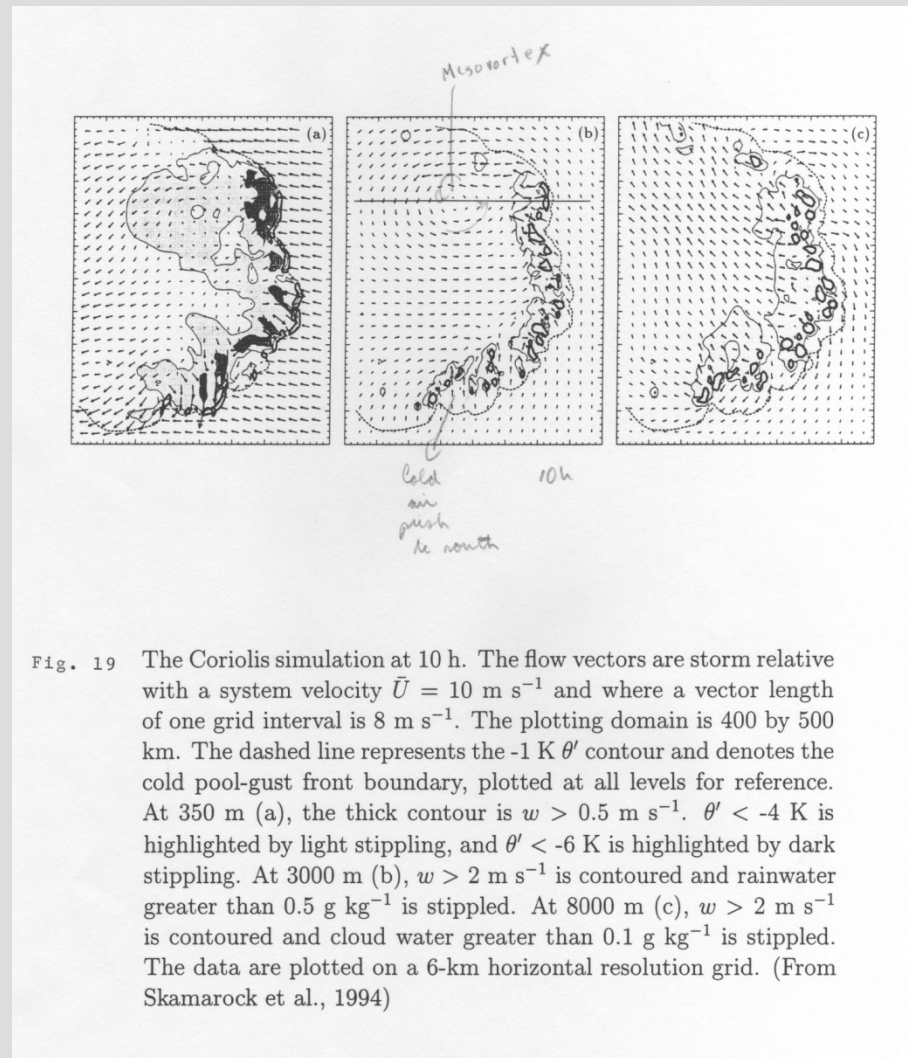 Mesovortex
(a)
(b)
(c)
Cold
air
push
to south
10h
Fig. 19 The Coriolis simulation at 10 h. The flow vectors are storm relative
with a system velocity Ū = 10 m s⁻¹ and where a vector length
of one grid interval is 8 m s⁻¹. The plotting domain is 400 by 500
km. The dashed line represents the -1 K θ′ contour and denotes the
cold pool-gust front boundary, plotted at all levels for reference.
At 350 m (a), the thick contour is w > 0.5 m s⁻¹. θ′ < -4 K is
highlighted by light stippling, and θ′ < -6 K is highlighted by dark
stippling. At 3000 m (b), w > 2 m s⁻¹ is contoured and rainwater
greater than 0.5 g kg⁻¹ is stippled. At 8000 m (c), w > 2 m s⁻¹
is contoured and cloud water greater than 0.1 g kg⁻¹ is stippled.
The data are plotted on a 6-km horizontal resolution grid. (From
Skamarock et al., 1994)